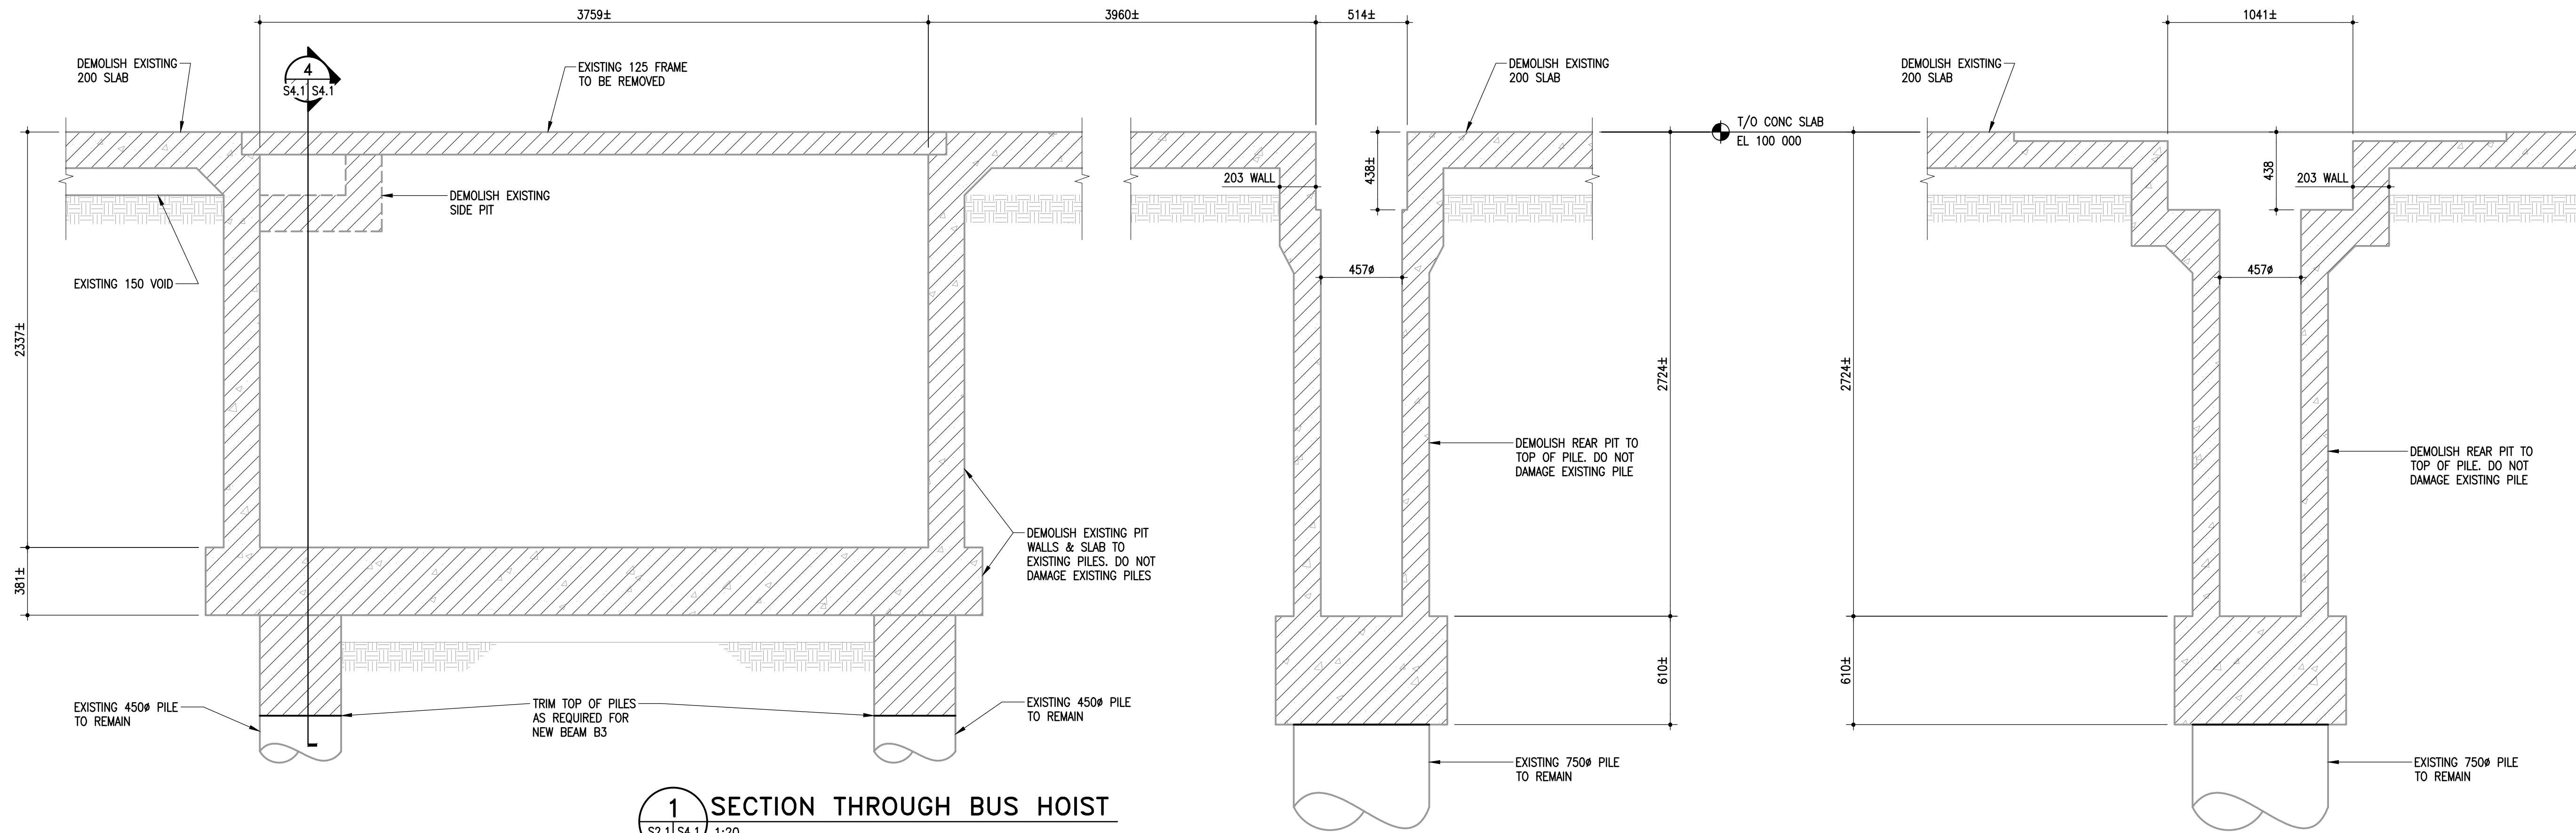 3759±
3960±
514±
1041±
DEMOLISH EXISTING
200 SLAB
4
S4.1 S4.1
EXISTING 125 FRAME
TO BE REMOVED
DEMOLISH EXISTING
200 SLAB
DEMOLISH EXISTING
200 SLAB
T/O CONC SLAB
EL 100 000
438±
438
203 WALL
203 WALL
DEMOLISH EXISTING
SIDE PIT
EXISTING 150 VOID
457ø
457ø
2337±
2724±
2724±
DEMOLISH REAR PIT TO
TOP OF PILE. DO NOT
DAMAGE EXISTING PILE
DEMOLISH REAR PIT TO
TOP OF PILE. DO NOT
DAMAGE EXISTING PILE
DEMOLISH EXISTING PIT
WALLS & SLAB TO
EXISTING PILES. DO NOT
DAMAGE EXISTING PILES
381±
610±
610±
EXISTING 450ø PILE
TO REMAIN
TRIM TOP OF PILES
AS REQUIRED FOR
NEW BEAM B3
EXISTING 450ø PILE
TO REMAIN
EXISTING 750ø PILE
TO REMAIN
EXISTING 750ø PILE
TO REMAIN
1 SECTION THROUGH BUS HOIST
S2.1 S4.1 1:20